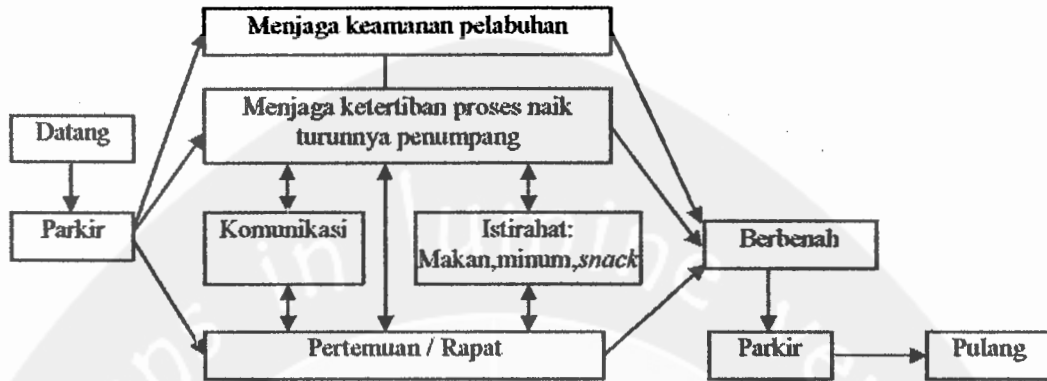 Menjaga keamanan pelabuhan
Menjaga ketertiban proses naik
turunnya penumpang
Datang
Parkir
Komunikasi
Istirahat:
Makan,minum,snack
Berbenah
Pertemuan / Rapat
Parkir
Pulang